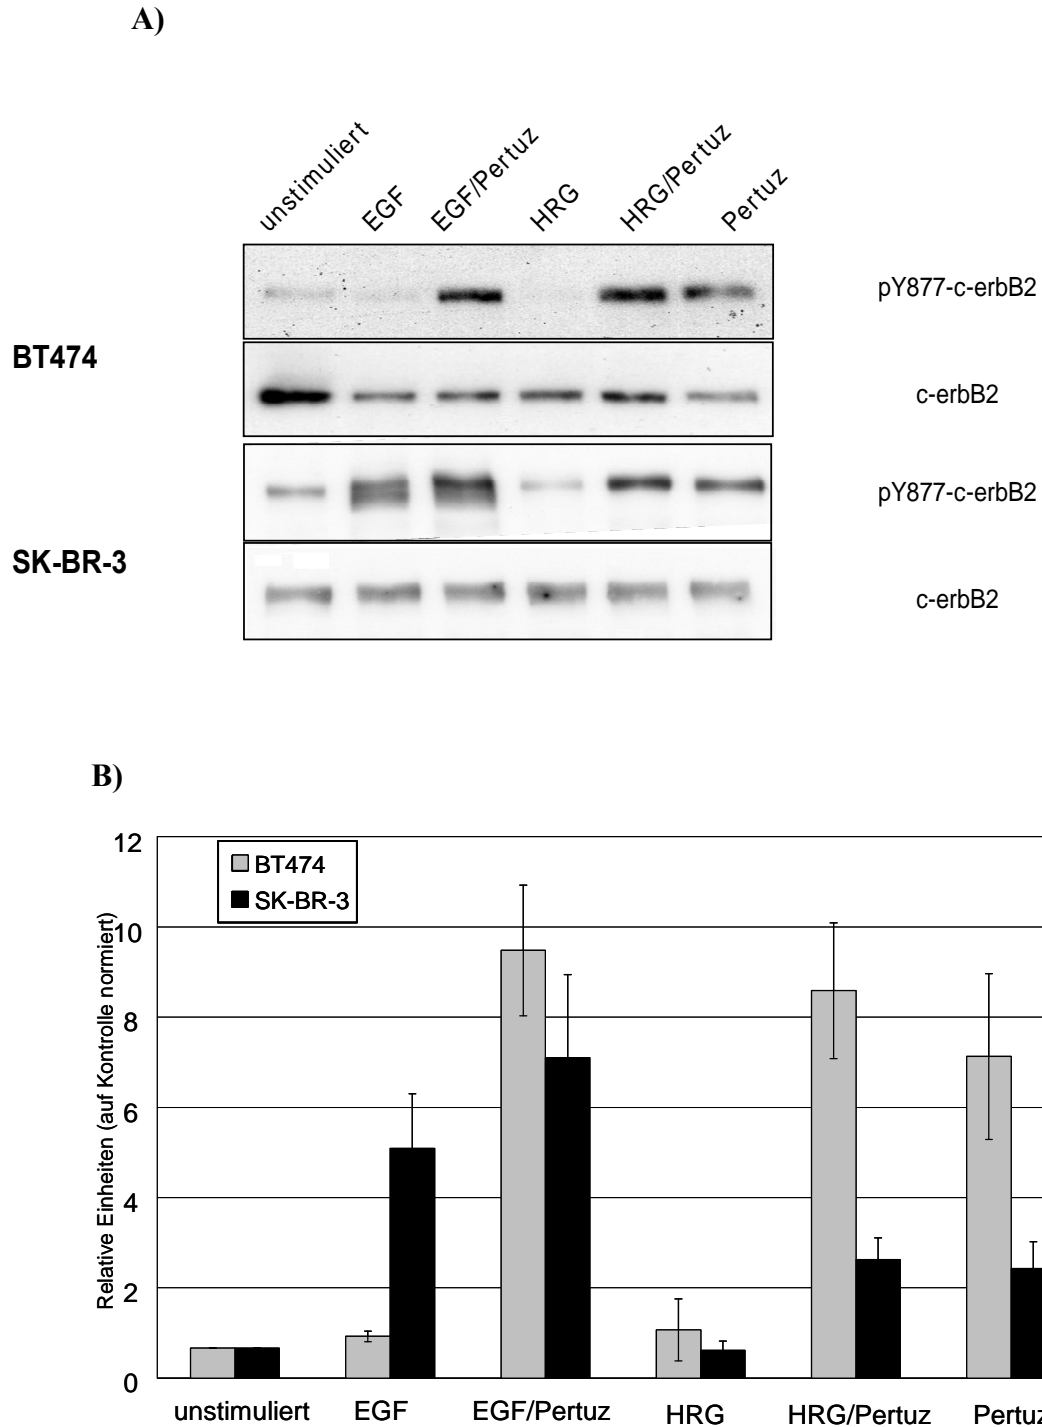 A)
unstimuliert EGF EGF/Pertuz HRG HRG/Pertuz Pertuz
pY877-c-erbB2
BT474
c-erbB2
pY877-c-erbB2
SK-BR-3
c-erbB2
B)
12
BT474
SK-BR-3
10
8
6
4
2
0
Relative Einheiten (auf Kontrolle normiert)
unstimuliert EGF EGF/Pertuz HRG HRG/Pertuz Pertuz